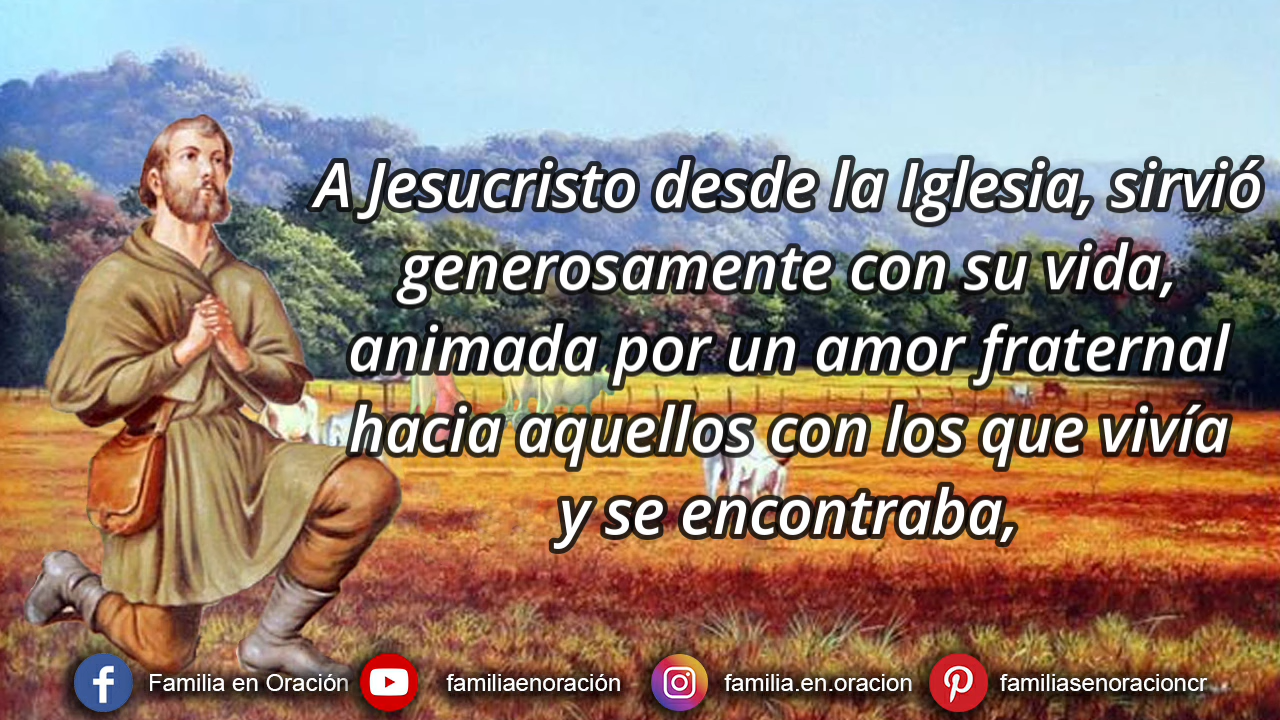 A Jesucristo desde la Iglesia, sirvió
generosamente con su vida,
animada por un amor fraternal
hacia aquellos con los que vivía
y se encontraba,
Familia en Oración
familiaenoración
familia.en.oracion
familiasenoracioncr